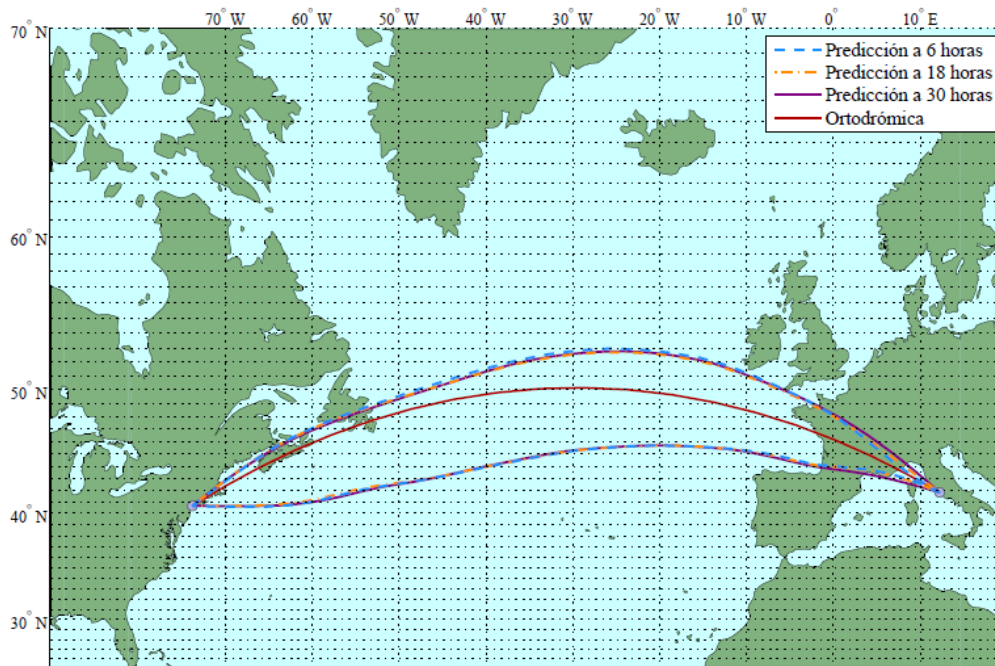 70° W 60° W 50° W 40° W 30° W 20° W 10° W 0° 10° E
70° N
60° N
50° N
40° N
30° N
Predicción a 6 horas
Predicción a 18 horas
Predicción a 30 horas
Ortodrómica